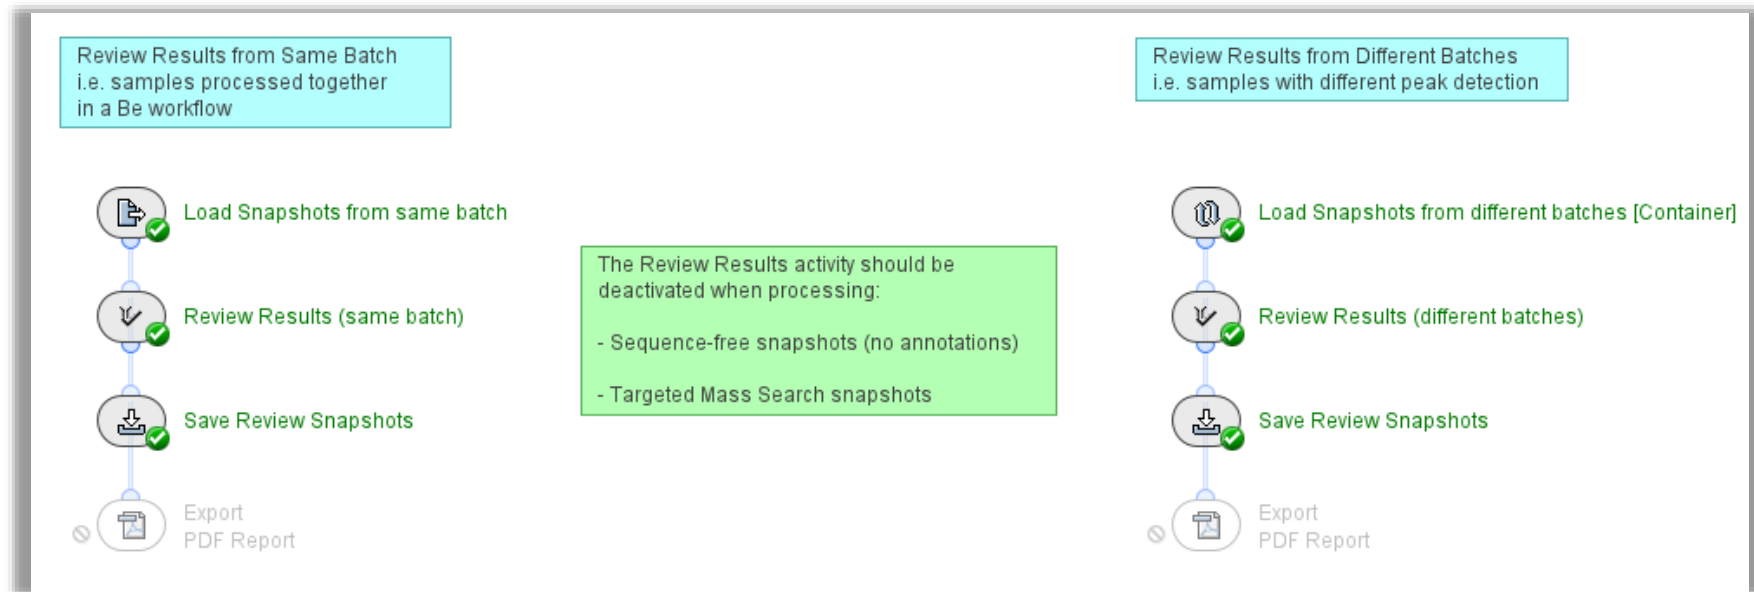 Review Results from Same Batch
i.e. samples processed together
in a Be workflow
Load Snapshots from same batch
Review Results (same batch)
Save Review Snapshots
Export
PDF Report
The Review Results activity should be
deactivated when processing:
- Sequence-free snapshots (no annotations)
- Targeted Mass Search snapshots
Review Results from Different Batches
i.e. samples with different peak detection
Load Snapshots from different batches [Container]
Review Results (different batches)
Save Review Snapshots
Export
PDF Report